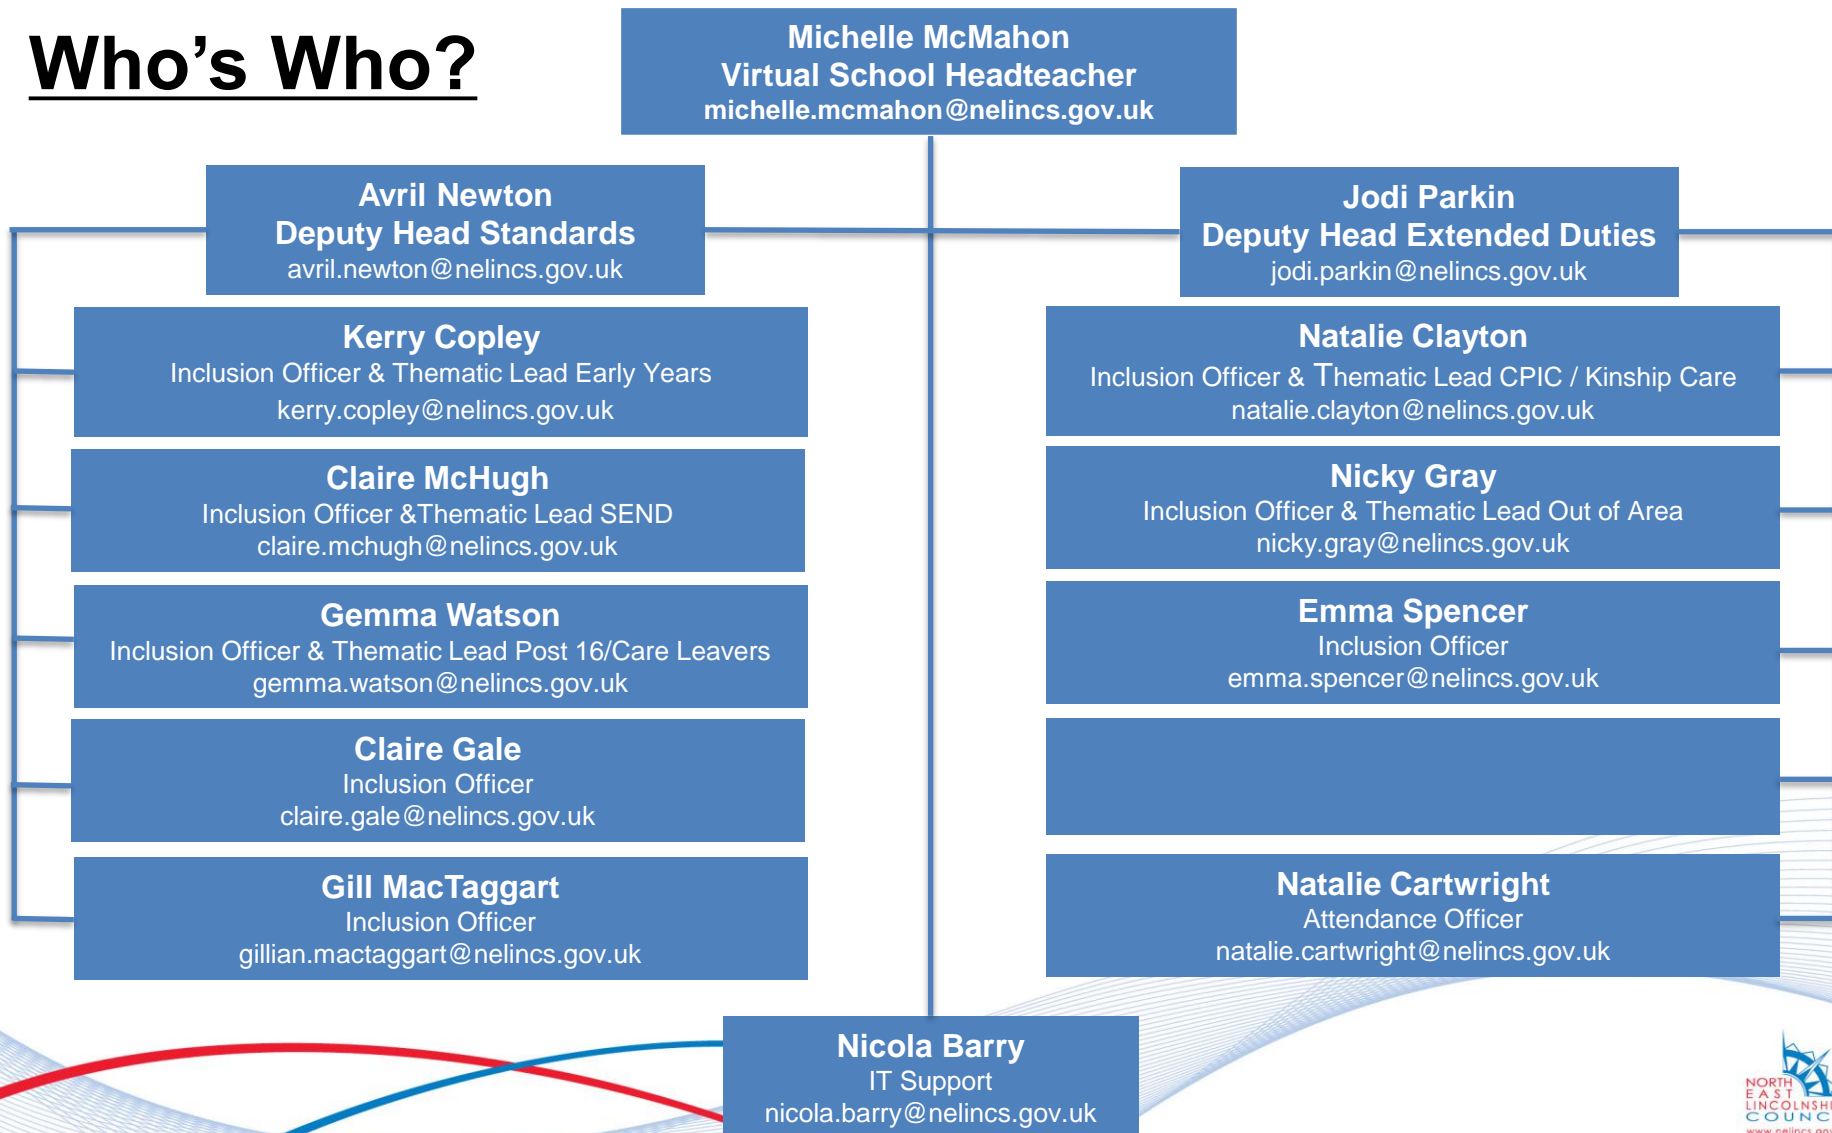 Who's Who?
Michelle McMahon
Virtual School Headteacher
michelle.mcmahon@nelincs.gov.uk
Avril Newton
Deputy Head Standards
avril.newton@nelincs.gov.uk
Kerry Copley
Inclusion Officer & Thematic Lead Early Years
kerry.copley@nelincs.gov.uk
Claire McHugh
Inclusion Officer &Thematic Lead SEND
claire.mchugh@nelincs.gov.uk
Gemma Watson
Inclusion Officer & Thematic Lead Post 16/Care Leavers
gemma.watson@nelincs.gov.uk
Claire Gale
Inclusion Officer
claire.gale@nelincs.gov.uk
Gill MacTaggart
Inclusion Officer
gillian.mactaggart@nelincs.gov.uk
Jodi Parkin
Deputy Head Extended Duties
jodi.parkin@nelincs.gov.uk
Natalie Clayton
Inclusion Officer & Thematic Lead CPIC / Kinship Care
natalie.clayton@nelincs.gov.uk
Nicky Gray
Inclusion Officer & Thematic Lead Out of Area
nicky.gray@nelincs.gov.uk
Emma Spencer
Inclusion Officer
emma.spencer@nelincs.gov.uk
Natalie Cartwright
Attendance Officer
natalie.cartwright@nelincs.gov.uk
Nicola Barry
IT Support
nicola.barry@nelincs.gov.uk
NORTH
EAST